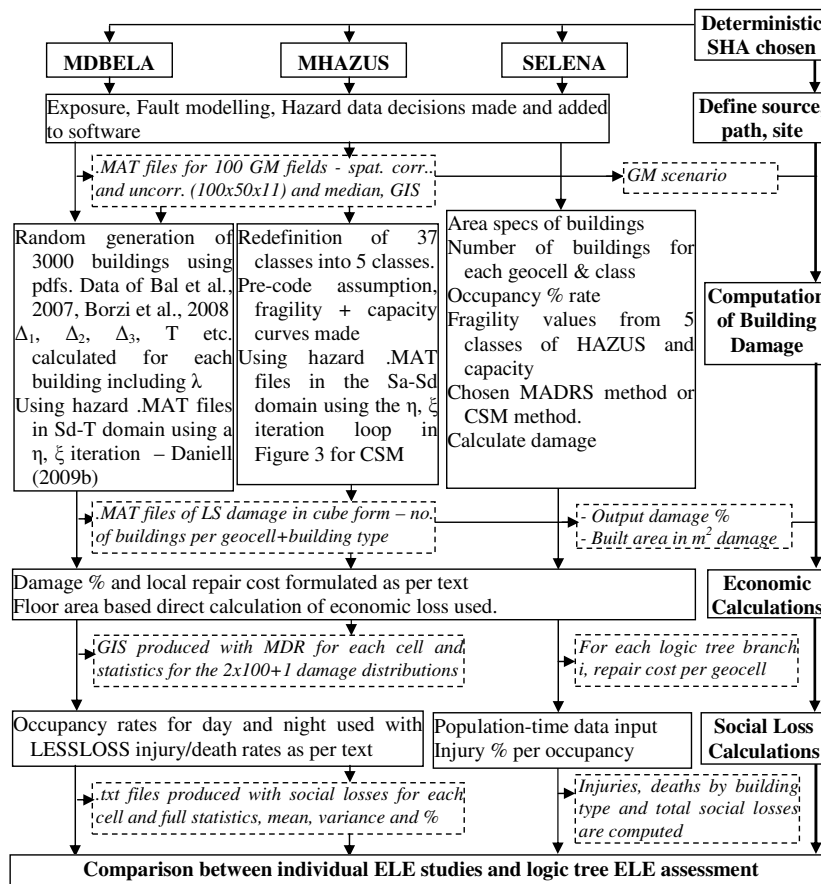 Deterministic
SHA chosen
MDBELA
MHAZUS
SELENA
Exposure, Fault modelling, Hazard data decisions made and added
to software
Define source,
path, site
.MAT files for 100 GM fields - spat. corr..
and uncorr. (100x50x11) and median, GIS
GM scenario
Random generation of
3000 buildings using
pdfs. Data of Bal et al.,
2007, Borzi et al., 2008
Δ1, Δ2, Δ3, T etc.
calculated for each
building including λ
Using hazard .MAT files
in Sd-T domain using a
η, ξ iteration – Daniell
(2009b)
Redefinition of 37
classes into 5 classes.
Pre-code assumption,
fragility + capacity
curves made
Using hazard .MAT
files in the Sa-Sd
domain using the η, ξ
iteration loop in
Figure 3 for CSM
Area specs of buildings
Number of buildings for
each geocell & class
Occupancy % rate
Fragility values from 5
classes of HAZUS and
capacity
Chosen MADRS method or
CSM method.
Calculate damage
Computation
of Building
Damage
.MAT files of LS damage in cube form – no.
of buildings per geocell+building type
- Output damage %
- Built area in m² damage
Damage % and local repair cost formulated as per text
Floor area based direct calculation of economic loss used.
Economic
Calculations
GIS produced with MDR for each cell and
statistics for the 2x100+1 damage distributions
For each logic tree branch
i, repair cost per geocell
Occupancy rates for day and night used with
LESSLOSS injury/death rates as per text
Population-time data input
Injury % per occupancy
Social Loss
Calculations
.txt files produced with social losses for each
cell and full statistics, mean, variance and %
Injuries, deaths by building
type and total social losses
are computed
Comparison between individual ELE studies and logic tree ELE assessment